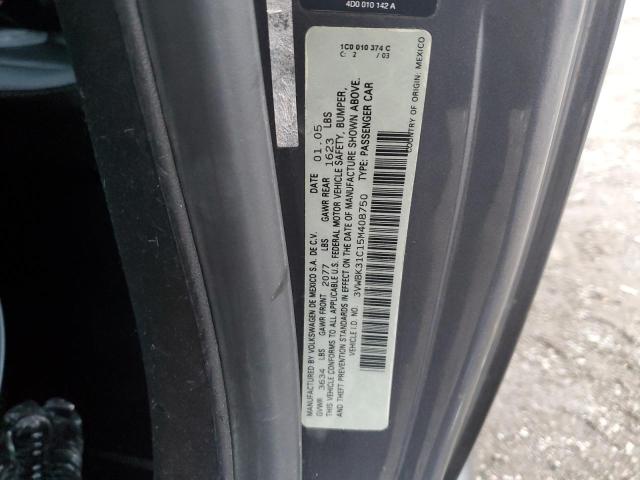 4D0 010 142 A
1C0 010 374 C
C 2 / 03
MANUFACTURED BY VOLKSWAGEN DE MEXICO S.A. DE C.V. DATE 01.05
GVWR 3634 LBS GAWR FRONT 2077 LBS GAWR REAR 1623 LBS
THIS VEHICLE CONFORMS TO ALL APPLICABLE U.S. FEDERAL MOTOR VEHICLE SAFETY, BUMPER,
AND THEFT PREVENTION STANDARDS IN EFFECT ON THE DATE OF MANUFACTURE SHOWN ABOVE.
VEHICLE I.D. NO. 3VWBK31C15M408750 TYPE: PASSENGER CAR
COUNTRY OF ORIGIN: MEXICO